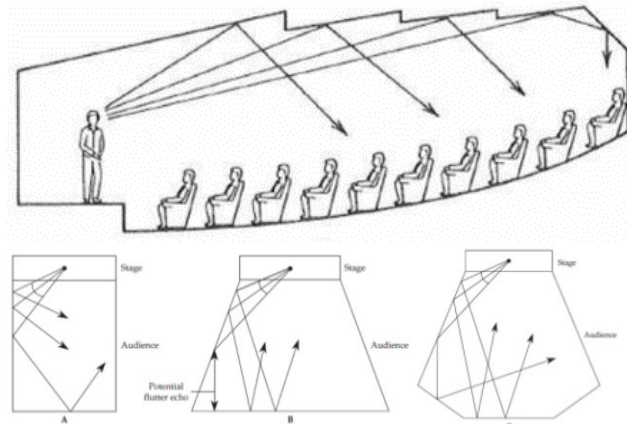 Stage
Audience
A
Stage
Audience
Potential
flutter echo
B
Stage
Audience